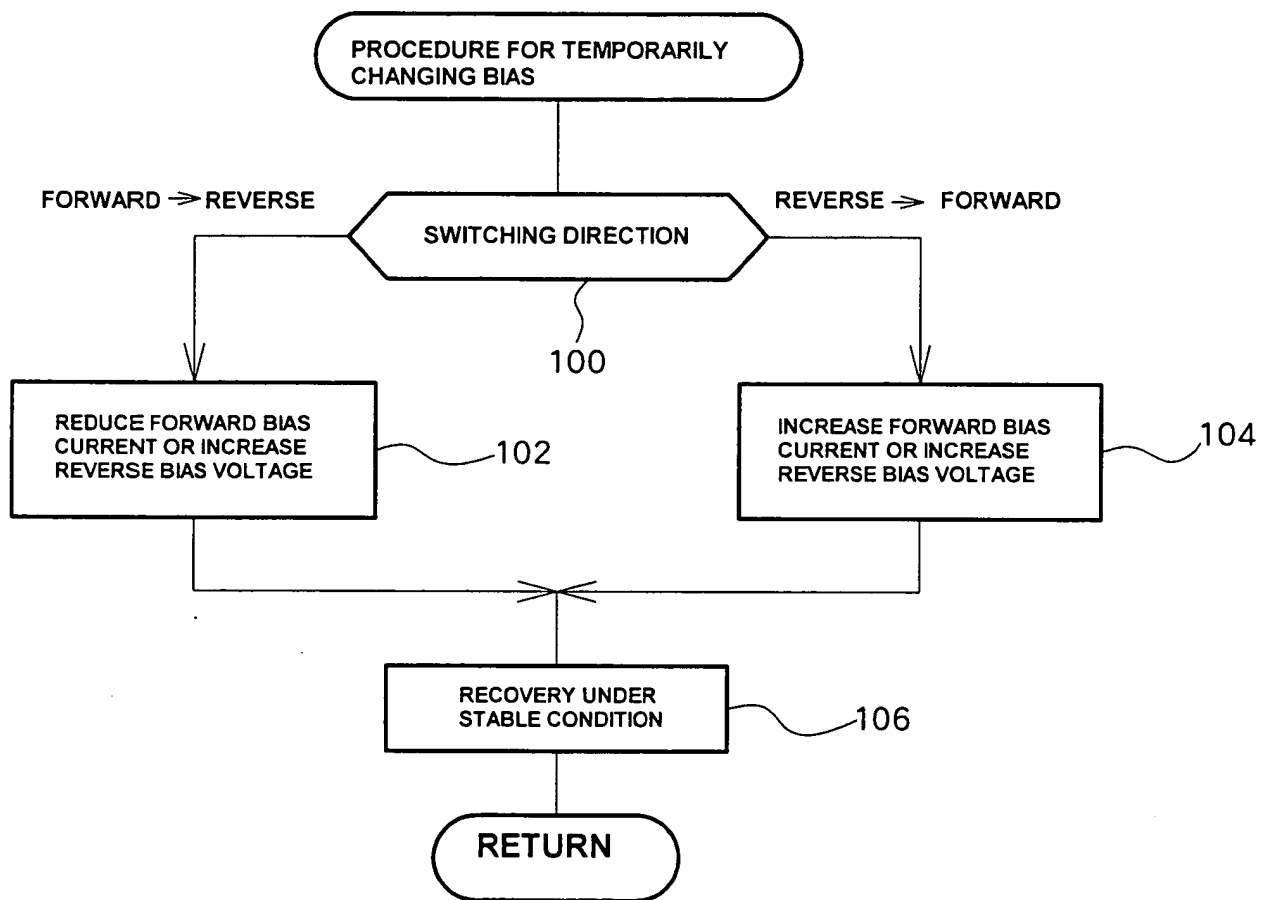 PROCEDURE FOR TEMPORARILY
CHANGING BIAS
FORWARD → REVERSE
REVERSE → FORWARD
SWITCHING DIRECTION
100
REDUCE FORWARD BIAS
CURRENT OR INCREASE
REVERSE BIAS VOLTAGE
102
INCREASE FORWARD BIAS
CURRENT OR INCREASE
REVERSE BIAS VOLTAGE
104
RECOVERY UNDER
STABLE CONDITION
106
RETURN